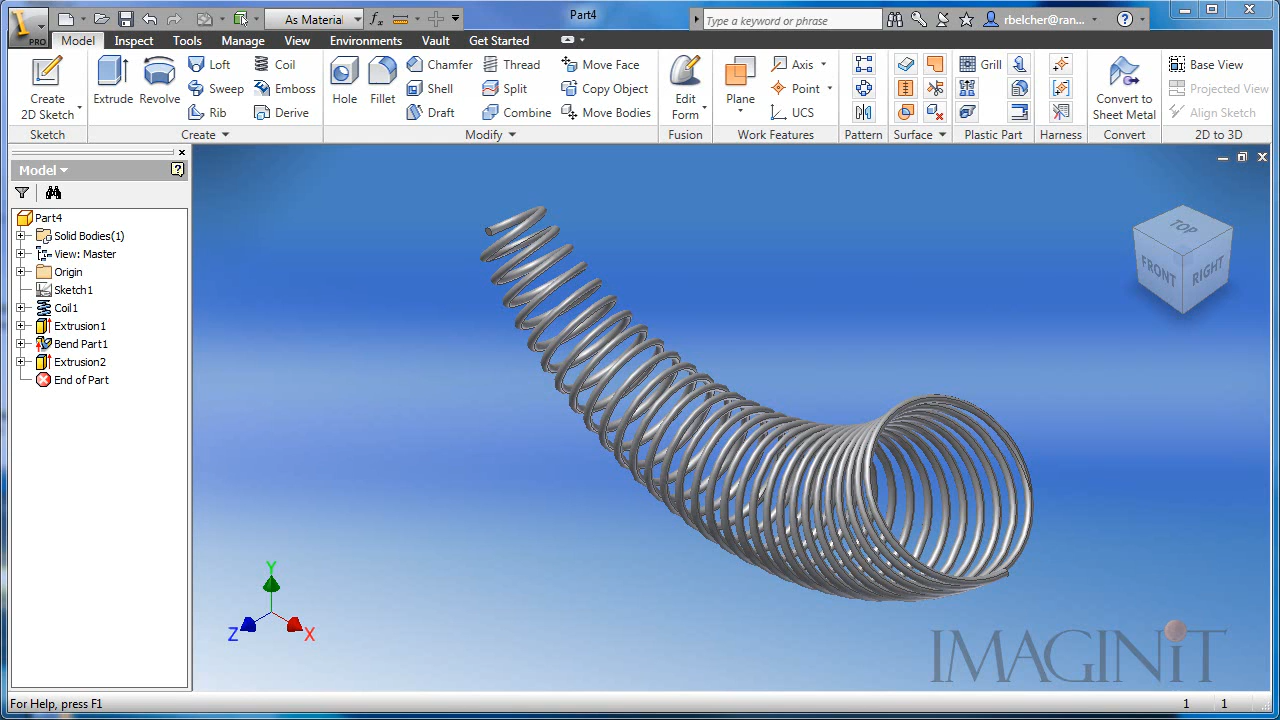 Part4
As Material
Type a keyword or phrase
rbelcher@ran...
PRO
Model Inspect Tools Manage View Environments Vault Get Started
Create 2D Sketch
Extrude
Revolve
Loft
Sweep
Rib
Coil
Emboss
Derive
Hole
Fillet
Chamfer
Shell
Draft
Thread
Split
Combine
Move Face
Copy Object
Move Bodies
Edit Form
Plane
Axis
Point
UCS
Grill
Convert to Sheet Metal
Base View
Projected View
Align Sketch
Sketch Create Modify Fusion Work Features Pattern Surface Plastic Part Harness Convert 2D to 3D
Model
Part4
Solid Bodies(1)
View: Master
Origin
Sketch1
Coil1
Extrusion1
Bend Part1
Extrusion2
End of Part
TOP
FRONT RIGHT
Y
Z X
IMAGINiT
For Help, press F1
1 1